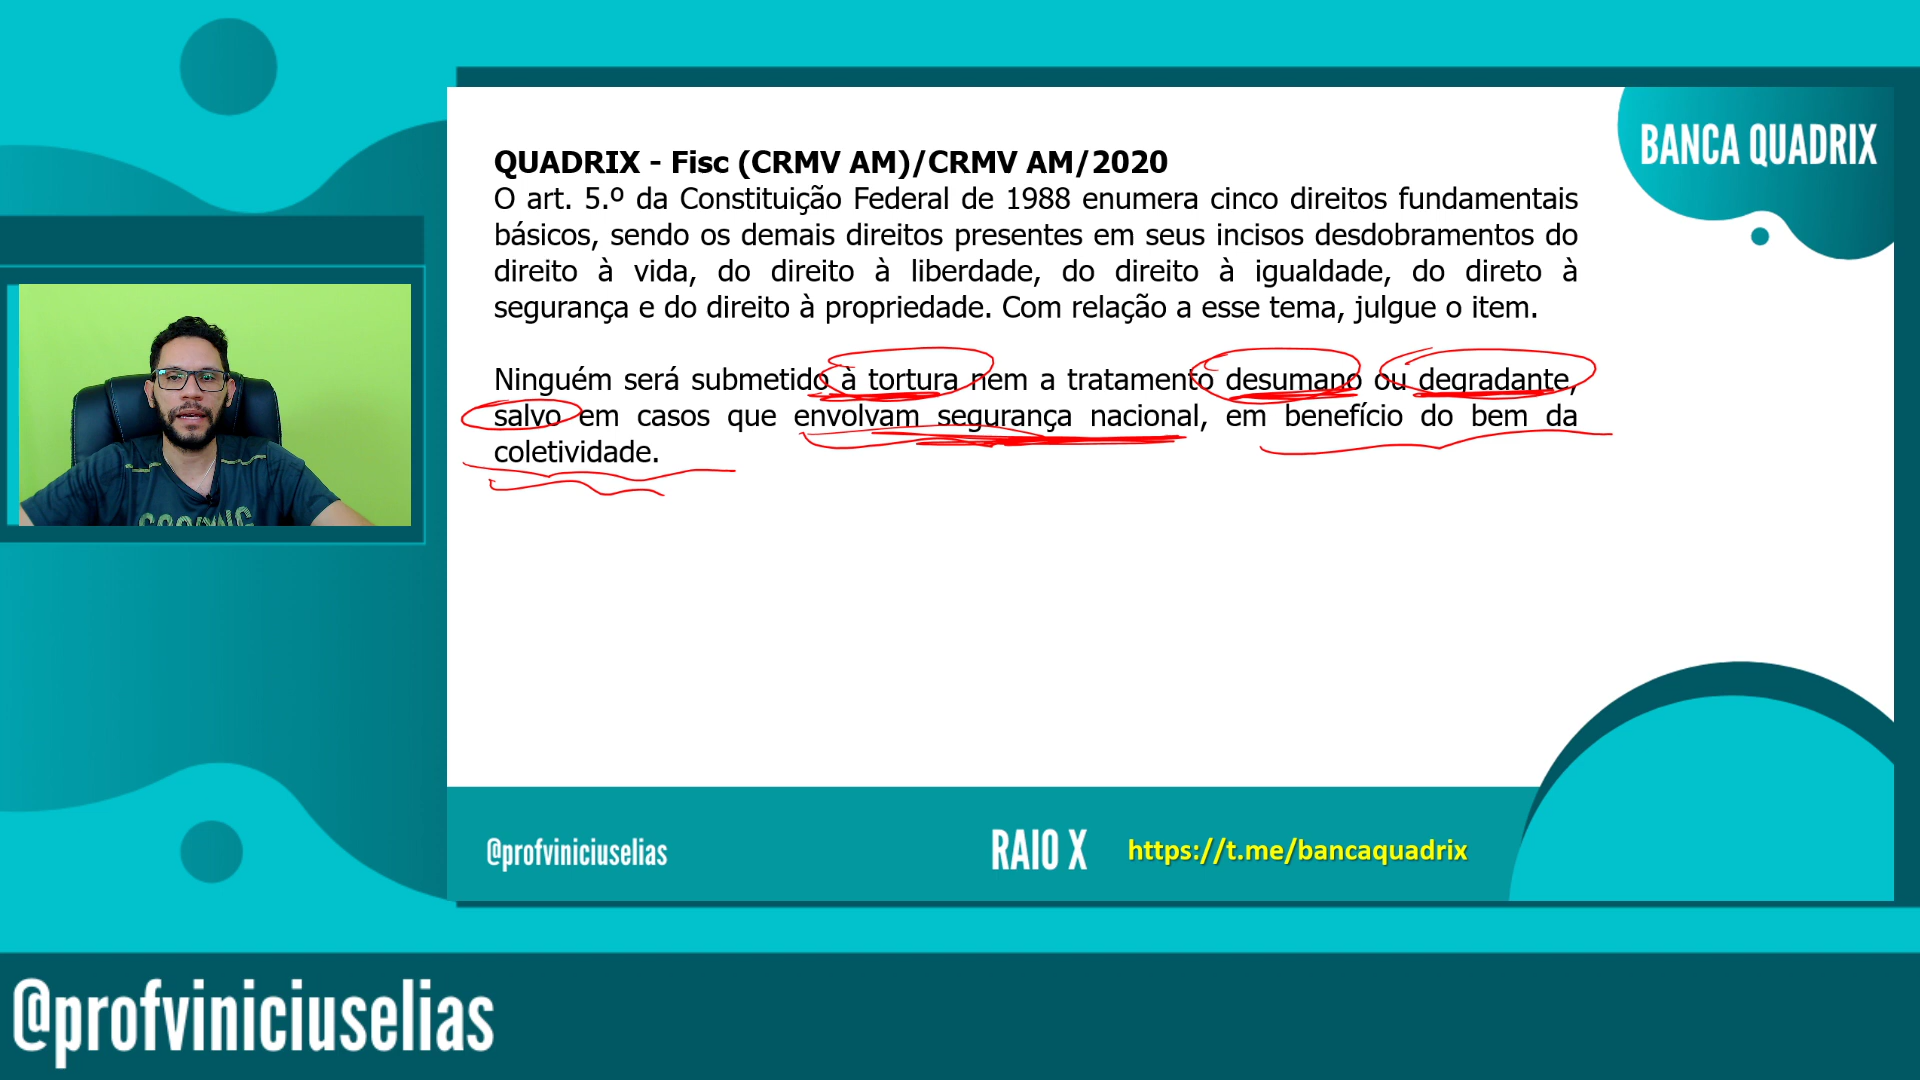 BANCA QUADRIX
QUADRIX - Fisc (CRMV AM)/CRMV AM/2020
O art. 5.º da Constituição Federal de 1988 enumera cinco direitos fundamentais
básicos, sendo os demais direitos presentes em seus incisos desdobramentos do
direito à vida, do direito à liberdade, do direito à igualdade, do direto à
segurança e do direito à propriedade. Com relação a esse tema, julgue o item.
Ninguém será submetido à tortura nem a tratamento desumano ou degradante,
salvo em casos que envolvam segurança nacional, em benefício do bem da
coletividade.
@profviniciuselias
RAIO X
https://t.me/bancaquadrix
@profviniciuselias